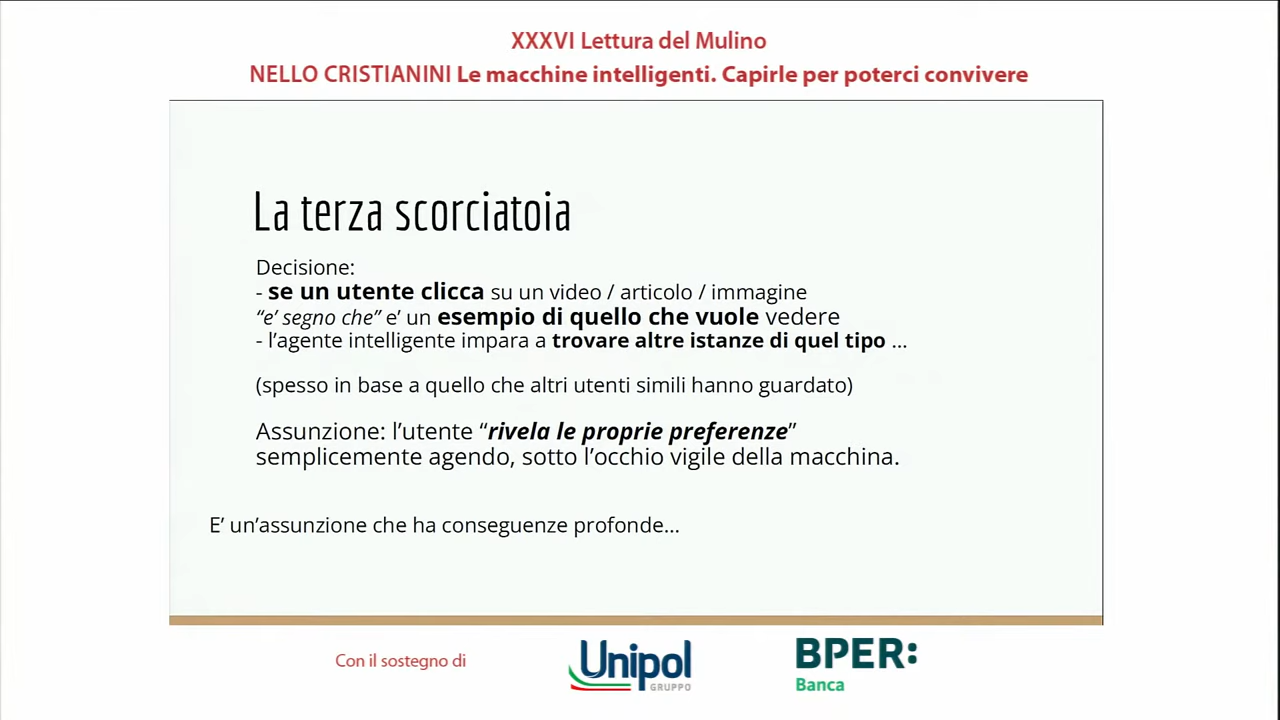 XXXVI Lettura del Mulino
NELLO CRISTIANINI Le macchine intelligenti. Capirle per poterci convivere
La terza scorciatoia
Decisione:
- se un utente clicca su un video / articolo / immagine
“e’ segno che” e’ un esempio di quello che vuole vedere
- l’agente intelligente impara a trovare altre istanze di quel tipo ...
(spesso in base a quello che altri utenti simili hanno guardato)
Assunzione: l’utente “rivela le proprie preferenze”
semplicemente agendo, sotto l’occhio vigile della macchina.
E’ un’assunzione che ha conseguenze profonde...
Con il sostegno di
Unipol
GRUPPO
BPER:
Banca